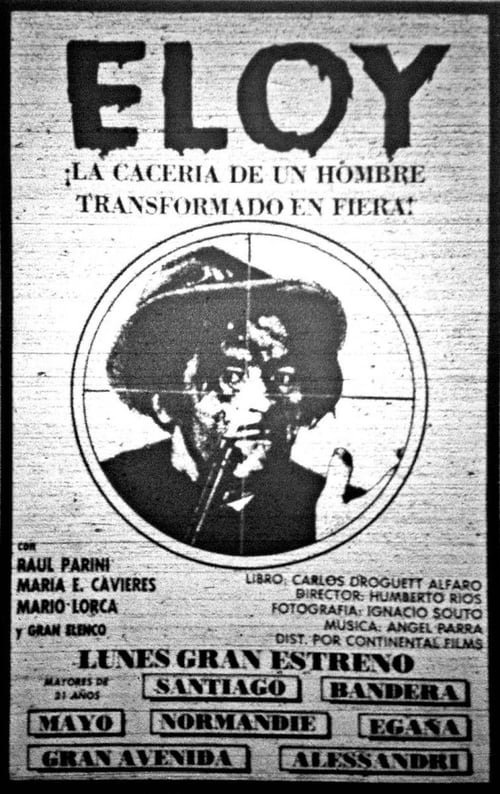 ELOY
¡LA CACERIA DE UN HOMBRE
TRANSFORMADO EN FIERA!
CON
RAUL PARINI
MARIA E. CAVIERES
MARIO LORCA
y GRAN ELENCO
LIBRO: CARLOS DROGUETT ALFARO
DIRECTOR: HUMBERTO RIOS
FOTOGRAFIA: IGNACIO SOUTO
MUSICA: ANGEL PARRA
DIST. POR CONTINENTAL FILMS
LUNES GRAN ESTRENO
MAYORES DE
21 AÑOS
SANTIAGO BANDERA
MAYO NORMANDIE EGAÑA
GRAN AVENIDA ALESSANDRI